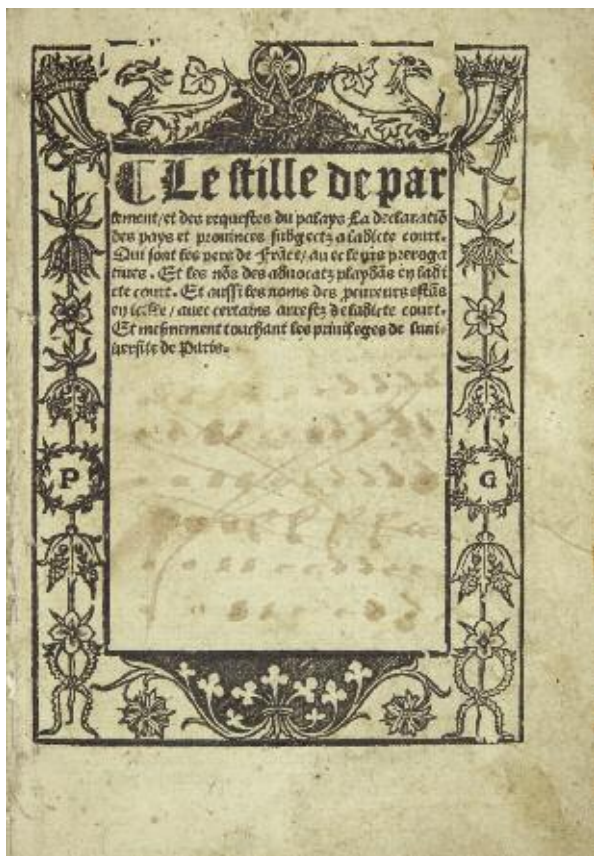 ¶ Le stille de par
lement/et des requestes du palays La declaratiõ
des pays et prouinces subgectz a ladicte court.
Qui sont les pers de Frãce/ au ec leurs preroga
tiues. Et les nõs des aduocatz playdãs en ladi
cte court. Et aussi les noms des procureurs estãs
en icelle/ auec certains arrestz de ladicte court.
Et mesmement touchant les priuileges de luni-
uersite de Paris.
P
G